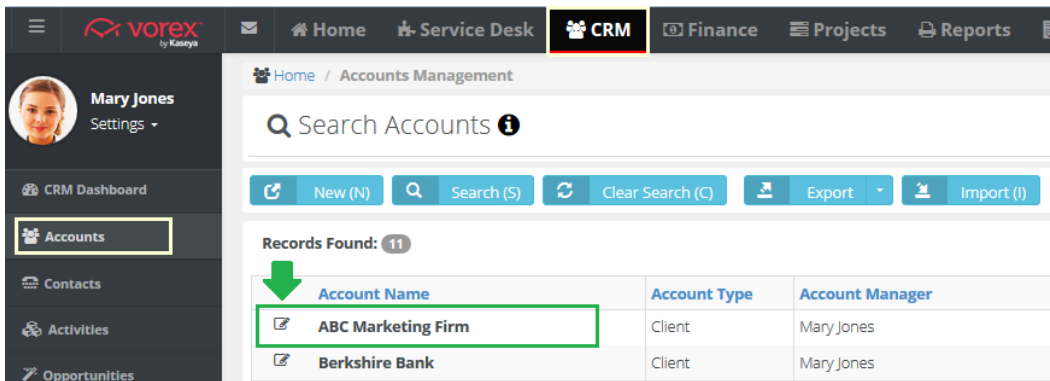 vorex
by Kaseya
Home
Service Desk
CRM
Finance
Projects
Reports
Mary Jones
Settings
CRM Dashboard
Accounts
Contacts
Activities
Opportunities
Home / Accounts Management
Search Accounts
New (N)
Search (S)
Clear Search (C)
Export
Import (I)
Records Found: 11
Account Name Account Type Account Manager
ABC Marketing Firm Client Mary Jones
Berkshire Bank Client Mary Jones